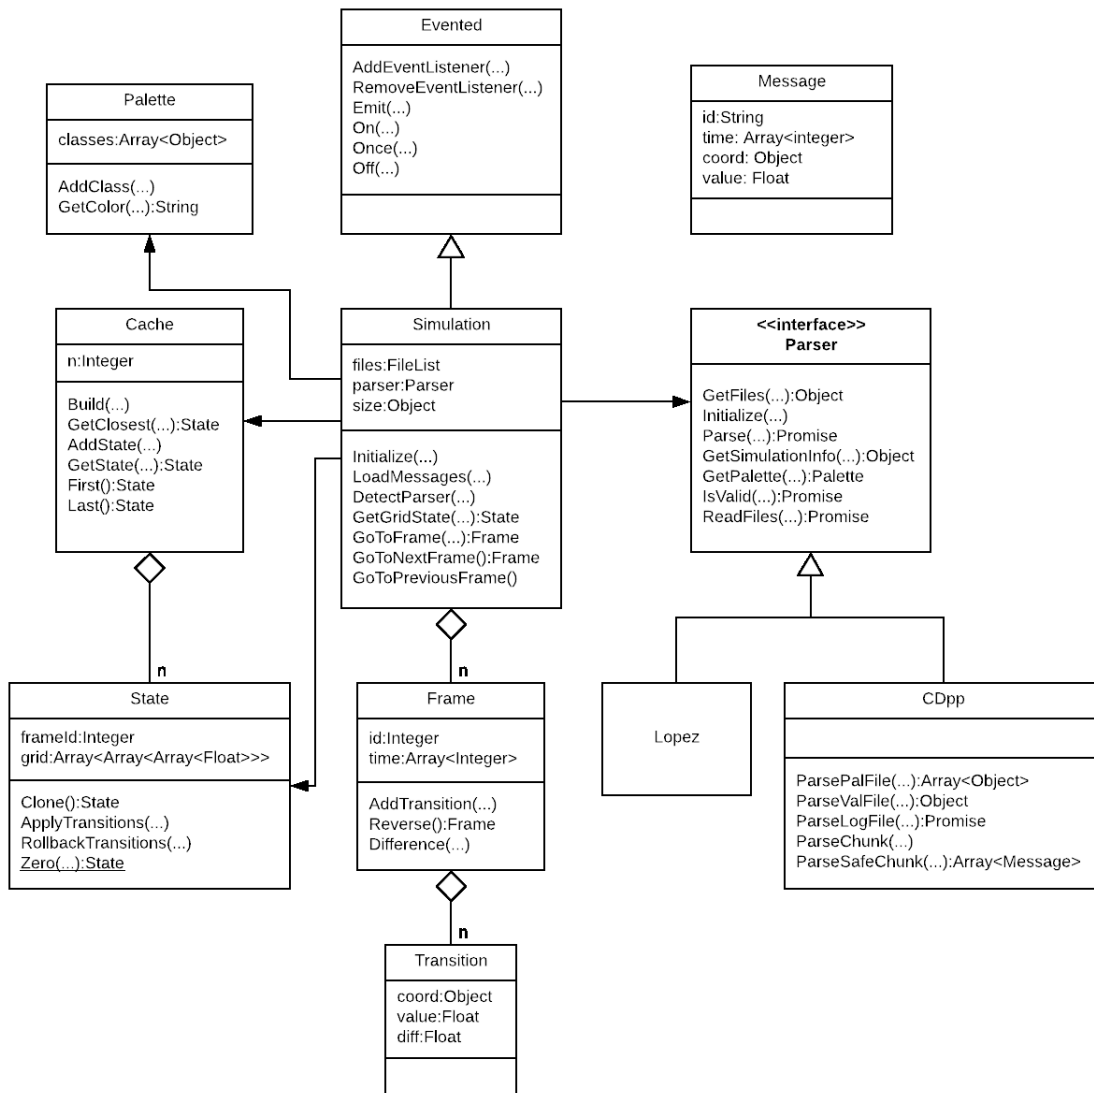 Evented
AddEventListener(...)
RemoveEventListener(...)
Emit(...)
On(...)
Once(...)
Off(...)
Palette
classes:Array<Object>
AddClass(...)
GetColor(...):String
Message
id:String
time: Array<integer>
coord: Object
value: Float
Cache
n:Integer
Build(...)
GetClosest(...):State
AddState(...)
GetState(...):State
First():State
Last():State
Simulation
files:FileList
parser:Parser
size:Object
Initialize(...)
LoadMessages(...)
DetectParser(...)
GetGridState(...):State
GoToFrame(...):Frame
GoToNextFrame():Frame
GoToPreviousFrame()
<<interface>>
Parser
GetFiles(...):Object
Initialize(...)
Parse(...):Promise
GetSimulationInfo(...):Object
GetPalette(...):Palette
IsValid(...):Promise
ReadFiles(...):Promise
n
n
State
frameId:Integer
grid:Array<Array<Array<Float>>>
Clone():State
ApplyTransitions(...)
RollbackTransitions(...)
Zero(...):State
Frame
id:Integer
time:Array<Integer>
AddTransition(...)
Reverse():Frame
Difference(...)
Lopez
CDpp
ParsePalFile(...):Array<Object>
ParseValFile(...):Object
ParseLogFile(...):Promise
ParseChunk(...)
ParseSafeChunk(...):Array<Message>
n
Transition
coord:Object
value:Float
diff:Float